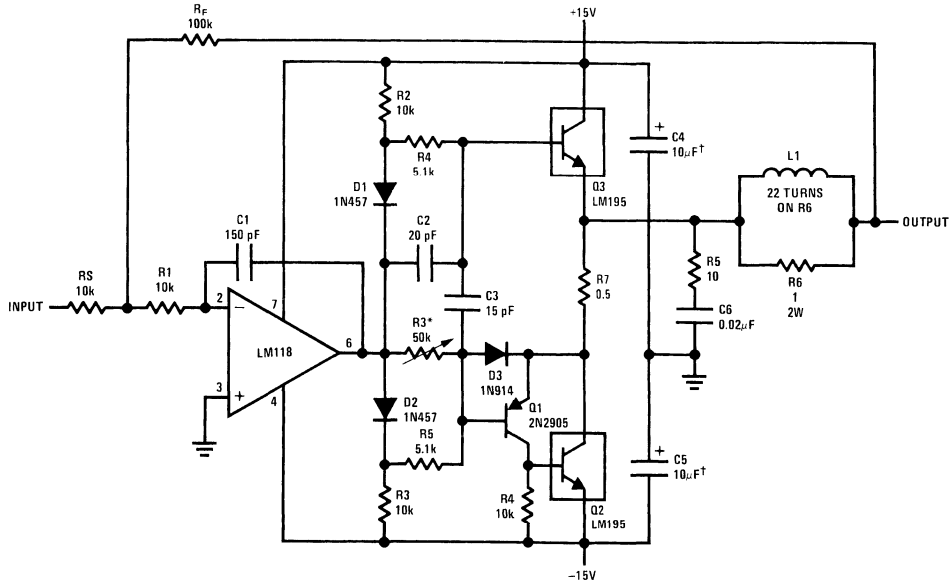 R_F
100k
+15V
R2
10k
R4
5.1k
D1
1N457
C2
20 pF
Q3
LM195
+
C4
10μF†
L1
22 TURNS
ON R6
OUTPUT
C1
150 pF
RS
10k
R1
10k
INPUT
2
−
7
LM118
6
3
+
4
C3
15 pF
R3*
50k
D3
1N914
R7
0.5
R5
10
C6
0.02μF
R6
1
2W
D2
1N457
R5
5.1k
Q1
2N2905
R3
10k
R4
10k
Q2
LM195
+
C5
10μF†
−15V